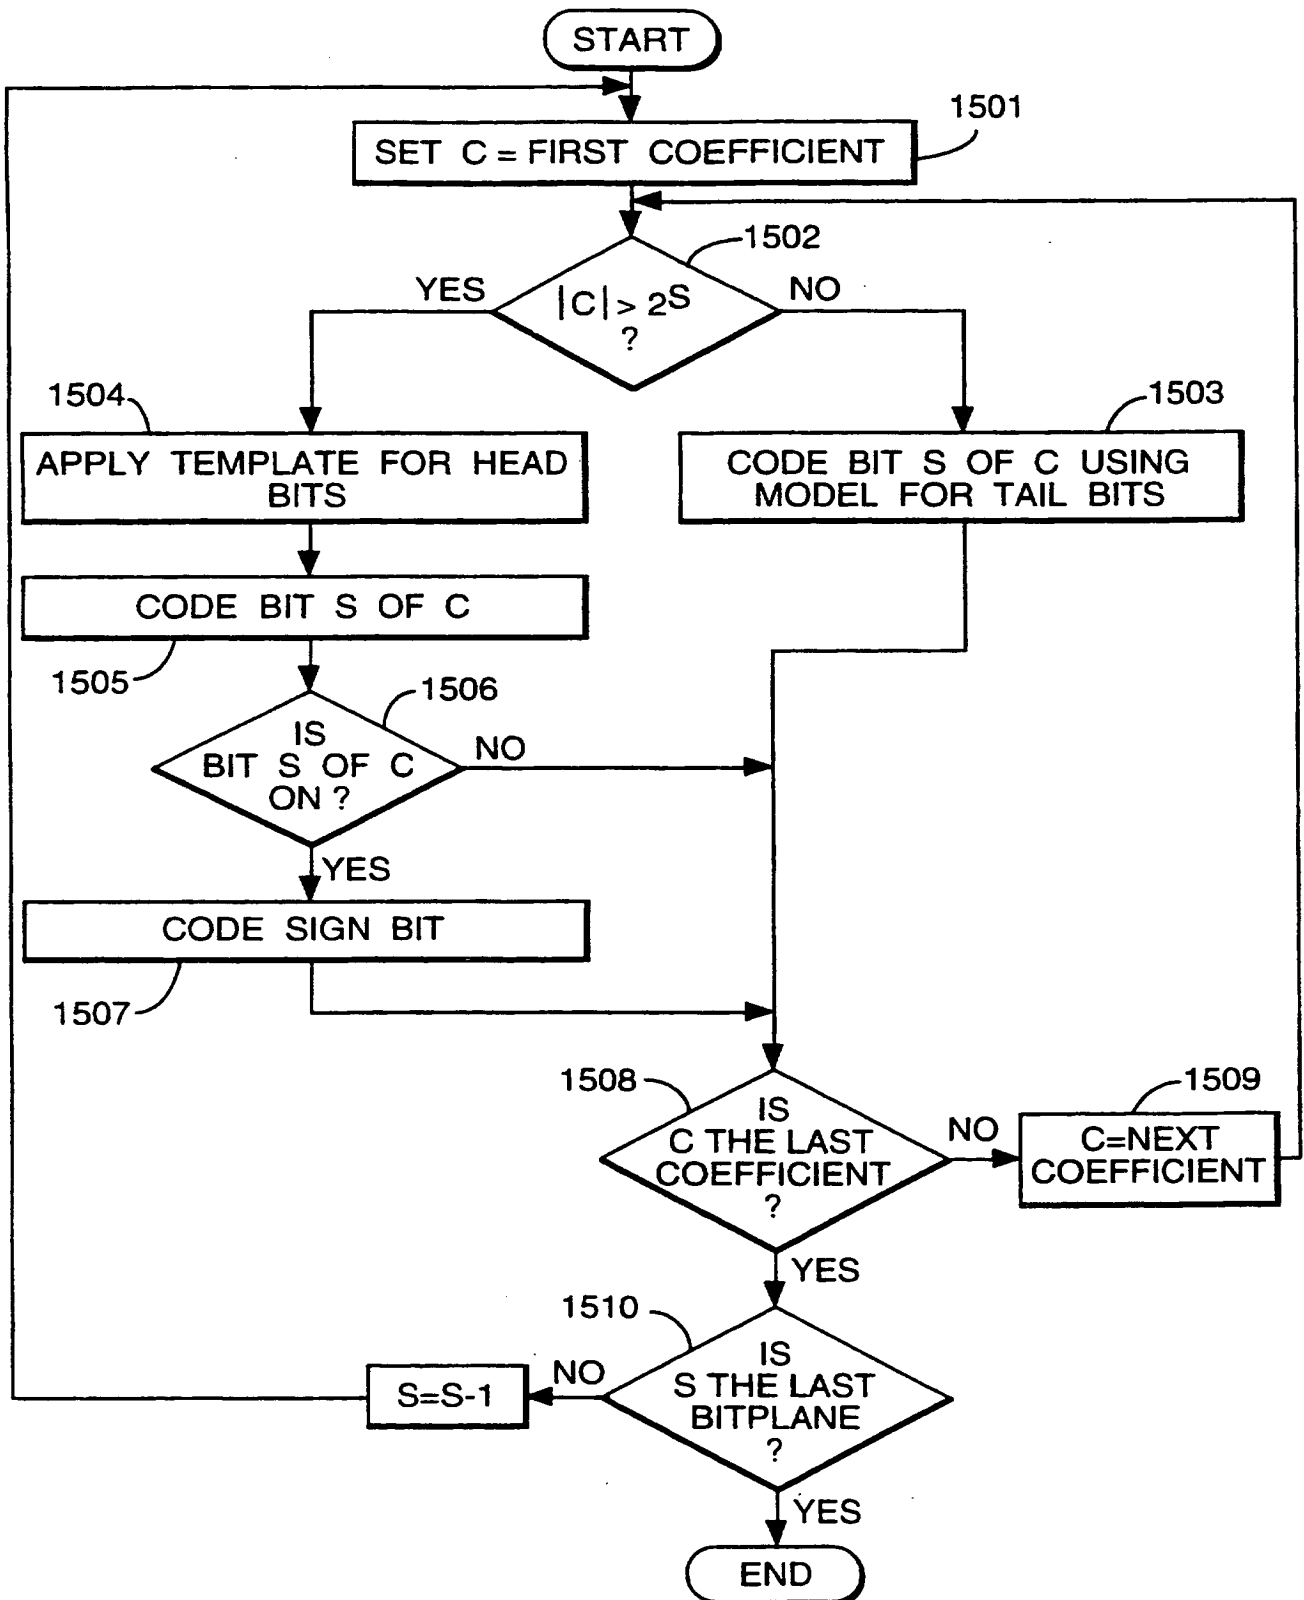 START
1501
SET C = FIRST COEFFICIENT
1502
YES
|C| > 2^S
?
NO
1504
1503
APPLY TEMPLATE FOR HEAD
BITS
CODE BIT S OF C USING
MODEL FOR TAIL BITS
CODE BIT S OF C
1505
1506
IS
BIT S OF C
ON ?
NO
YES
CODE SIGN BIT
1507
1508
IS
C THE LAST
COEFFICIENT
?
NO
1509
C=NEXT
COEFFICIENT
YES
1510
IS
S THE LAST
BITPLANE
?
NO
S=S-1
YES
END